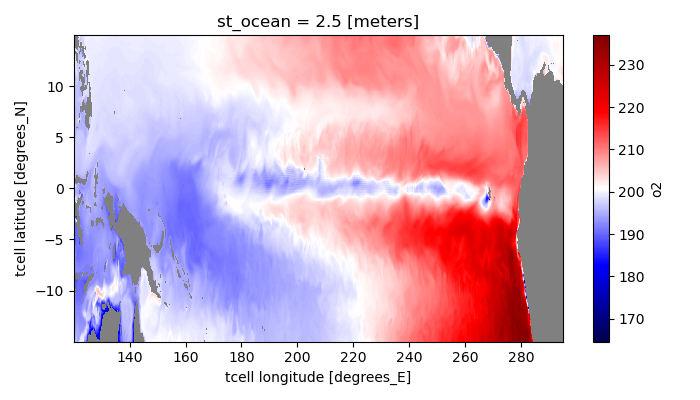 st_ocean = 2.5 [meters]
10
5
0
−5
−10
tcell latitude [degrees_N]
140 160 180 200 220 240 260 280
tcell longitude [degrees_E]
230
220
210
200
190
180
170
o2